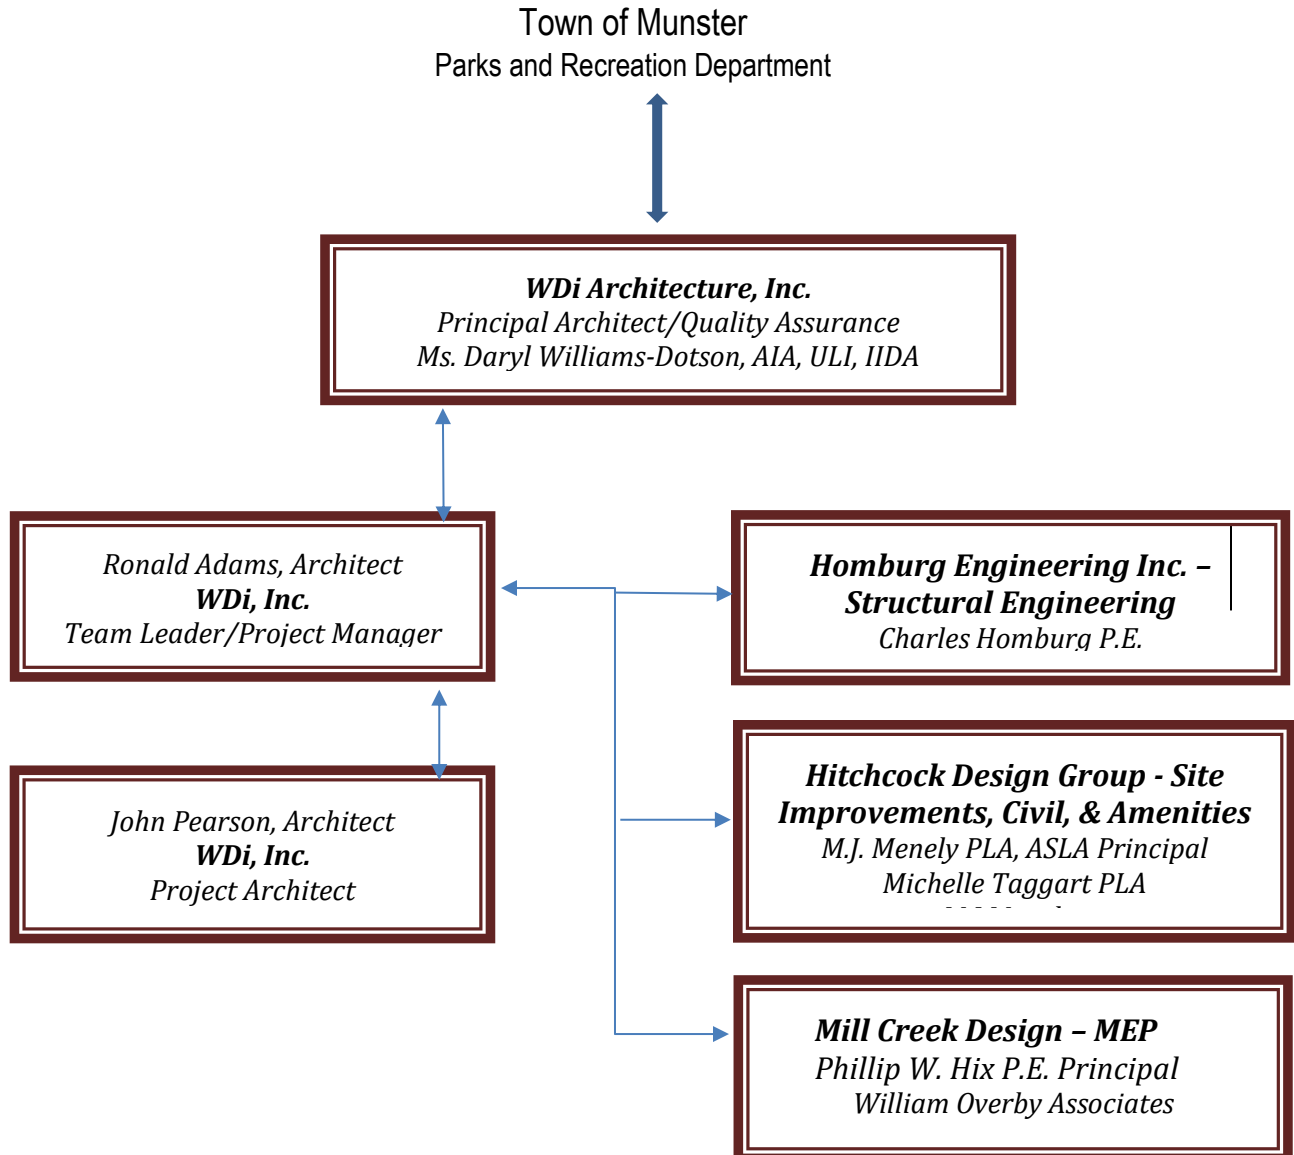 Town of Munster
Parks and Recreation Department
WDi Architecture, Inc.
Principal Architect/Quality Assurance
Ms. Daryl Williams-Dotson, AIA, ULI, IIDA
Ronald Adams, Architect
WDi, Inc.
Team Leader/Project Manager
John Pearson, Architect
WDi, Inc.
Project Architect
Homburg Engineering Inc. –
Structural Engineering
Charles Homburg P.E.
Hitchcock Design Group - Site
Improvements, Civil, & Amenities
M.J. Menely PLA, ASLA Principal
Michelle Taggart PLA
Mill Creek Design – MEP
Phillip W. Hix P.E. Principal
William Overby Associates